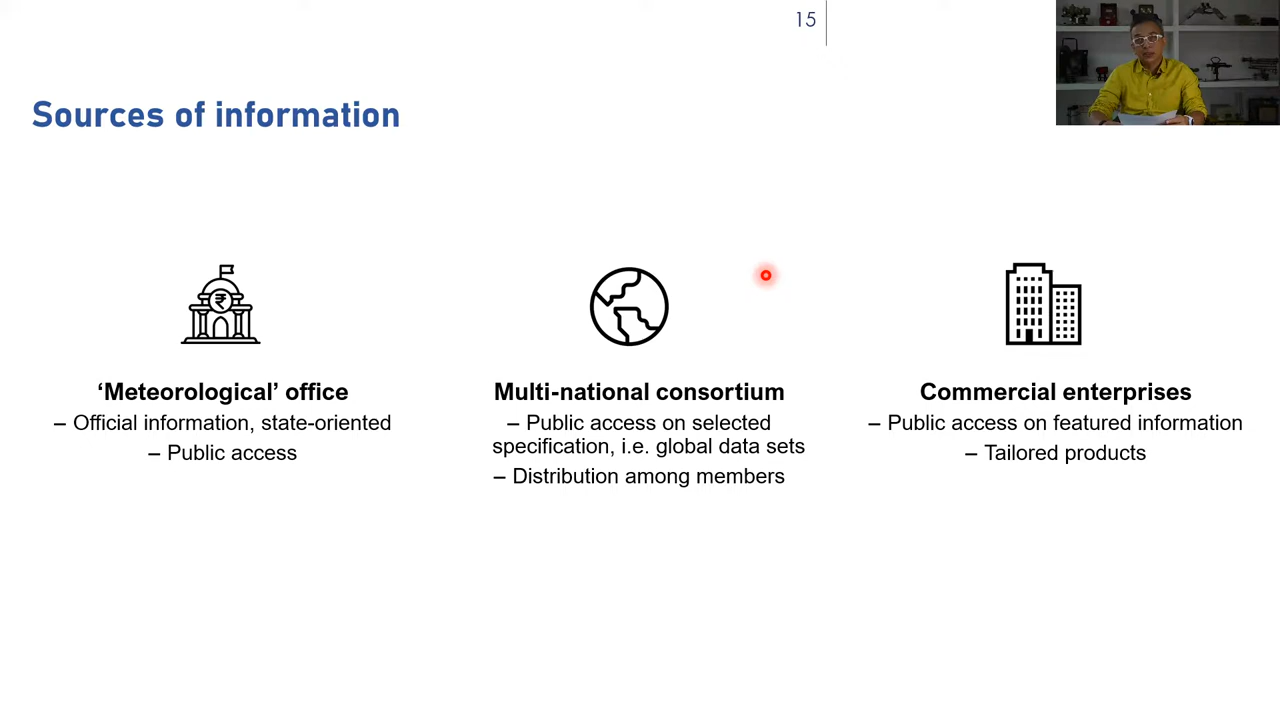 15
Sources of information
₹
‘Meteorological’ office
– Official information, state-oriented
– Public access
Multi-national consortium
– Public access on selected
specification, i.e. global data sets
– Distribution among members
Commercial enterprises
– Public access on featured information
– Tailored products